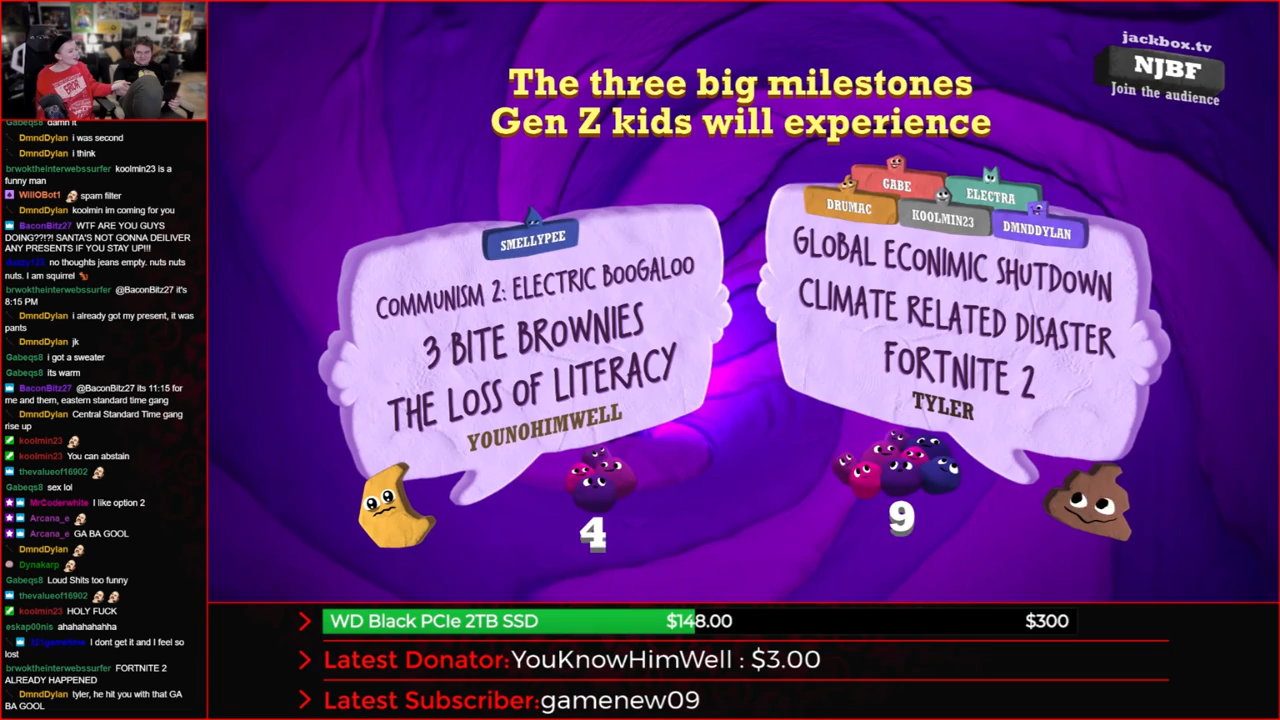 jackbox.tv
NJBF
Join the audience
The three big milestones
Gen Z kids will experience
SMELLYPEE
COMMUNISM 2: ELECTRIC BOOGALOO
3 BITE BROWNIES
THE LOSS OF LITERACY
YOUNOHIMWELL
4
GABE
ELECTRA
DRUMAC
KOOLMIN23
DMNDDYLAN
GLOBAL ECONIMIC SHUTDOWN
CLIMATE RELATED DISASTER
FORTNITE 2
TYLER
9
Gabeqs8 damn it
DmndDylan i was second
DmndDylan i think
brwoktheinterwebssurfer koolmin23 is a
funny man
WillOBot1 spam filter
DmndDylan koolmin im coming for you
BaconBitz27 WTF ARE YOU GUYS
DOING??!?! SANTA'S NOT GONNA DEILIVER
ANY PRESENTS IF YOU STAY UP!!!
no thoughts jeans empty. nuts nuts
nuts. I am squirrel
brwoktheinterwebssurfer @BaconBitz27 it's
8:15 PM
DmndDylan i already got my present, it was
pants
DmndDylan jk
Gabeqs8 i got a sweater
Gabeqs8 its warm
BaconBitz27 @BaconBitz27 its 11:15 for
me and them, eastern standard time gang
DmndDylan Central Standard Time gang
rise up
koolmin23
koolmin23 You can abstain
thevalueof16902
Gabeqs8 sex lol
MrCoderwhite I like option 2
Arcana_e
Arcana_e GA BA GOOL
DmndDylan
Dynakarp
Gabeqs8 Loud Shits too funny
thevalueof16902
koolmin23 HOLY FUCK
eskap00nis ahahahahahha
I dont get it and I feel so
lost
brwoktheinterwebssurfer FORTNITE 2
ALREADY HAPPENED
DmndDylan tyler, he hit you with that GA
BA GOOL
WD Black PCIe 2TB SSD $148.00 $300
Latest Donator:YouKnowHimWell : $3.00
Latest Subscriber:gamenew09